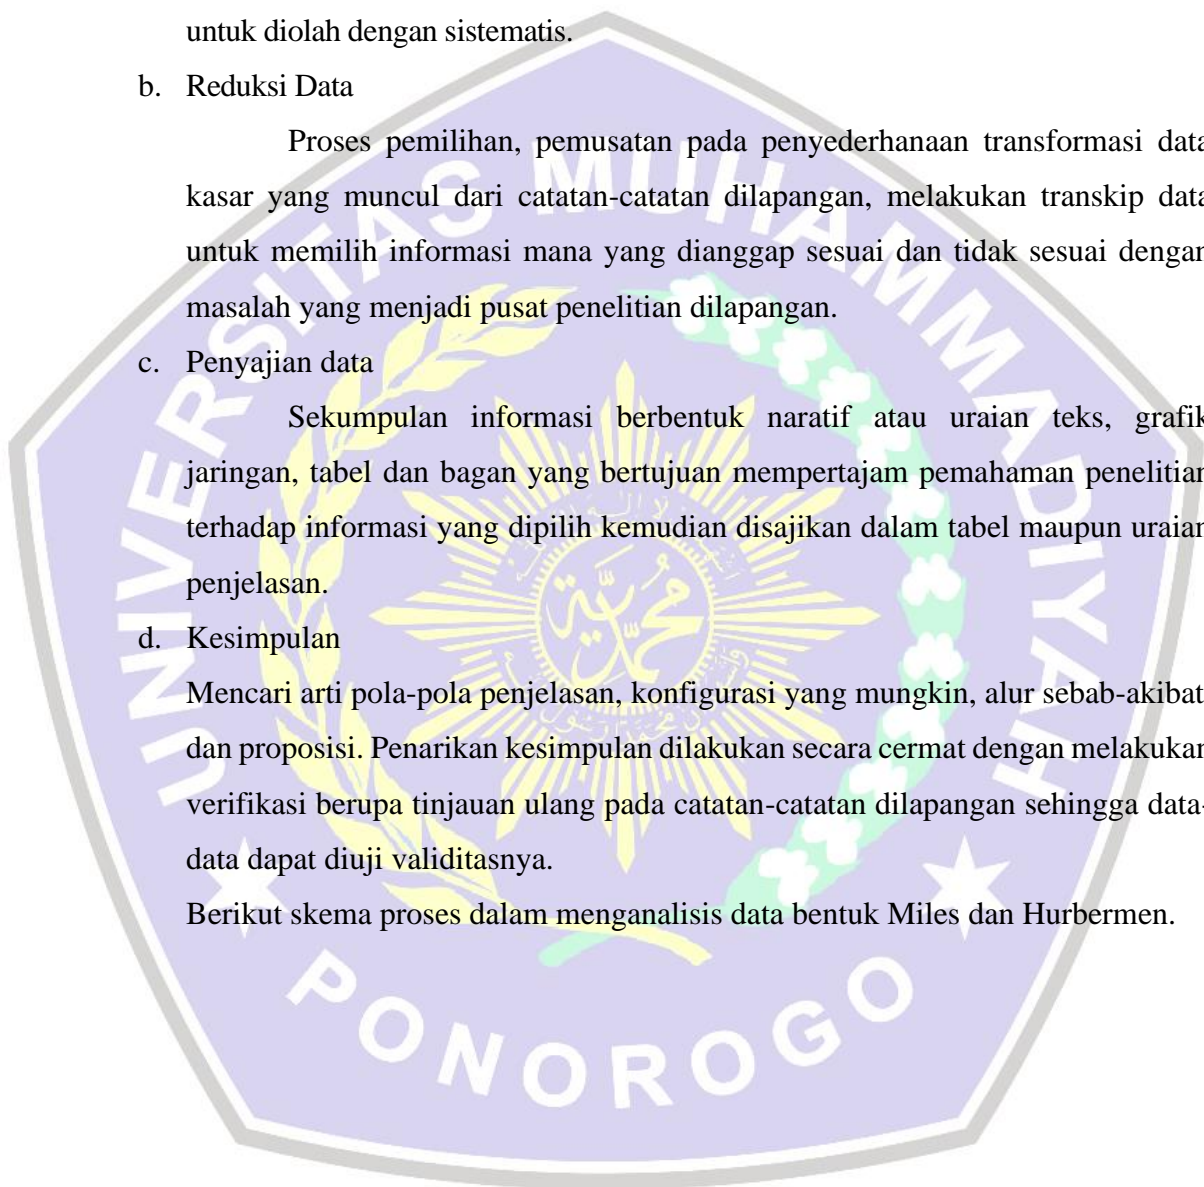 untuk diolah dengan sistematis.
b. Reduksi Data
Proses pemilihan, pemusatan pada penyederhanaan transformasi data
kasar yang muncul dari catatan-catatan dilapangan, melakukan transkip data
untuk memilih informasi mana yang dianggap sesuai dan tidak sesuai dengan
masalah yang menjadi pusat penelitian dilapangan.
c. Penyajian data
Sekumpulan informasi berbentuk naratif atau uraian teks, grafik
jaringan, tabel dan bagan yang bertujuan mempertajam pemahaman penelitian
terhadap informasi yang dipilih kemudian disajikan dalam tabel maupun uraian
penjelasan.
d. Kesimpulan
Mencari arti pola-pola penjelasan, konfigurasi yang mungkin, alur sebab-akibat
dan proposisi. Penarikan kesimpulan dilakukan secara cermat dengan melakukan
verifikasi berupa tinjauan ulang pada catatan-catatan dilapangan sehingga data-
data dapat diuji validitasnya.
Berikut skema proses dalam menganalisis data bentuk Miles dan Hurbermen.
UNIVERSITAS MUHAMMADIYAH
PONOROGO
محمدية